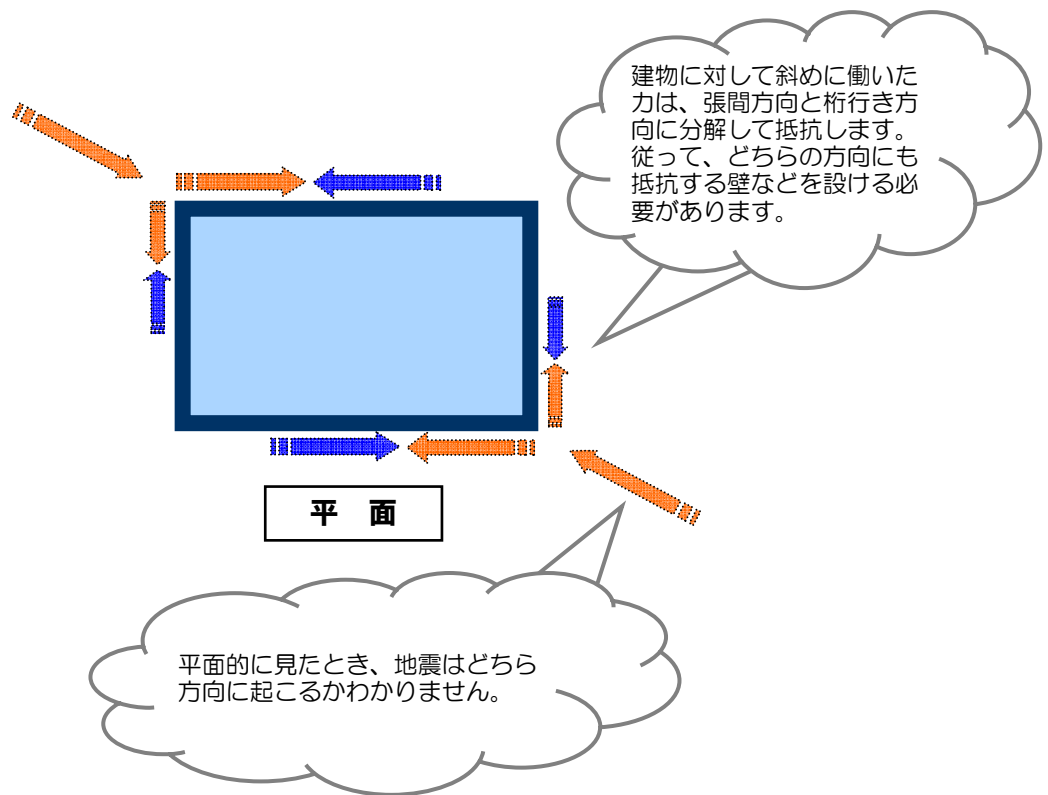 建物に対して斜めに働いた
力は、張間方向と桁行き方
向に分解して抵抗します。
従って、どちらの方向にも
抵抗する壁などを設ける必
要があります。
平 面
平面的に見たとき、地震はどちら
方向に起こるかわかりません。